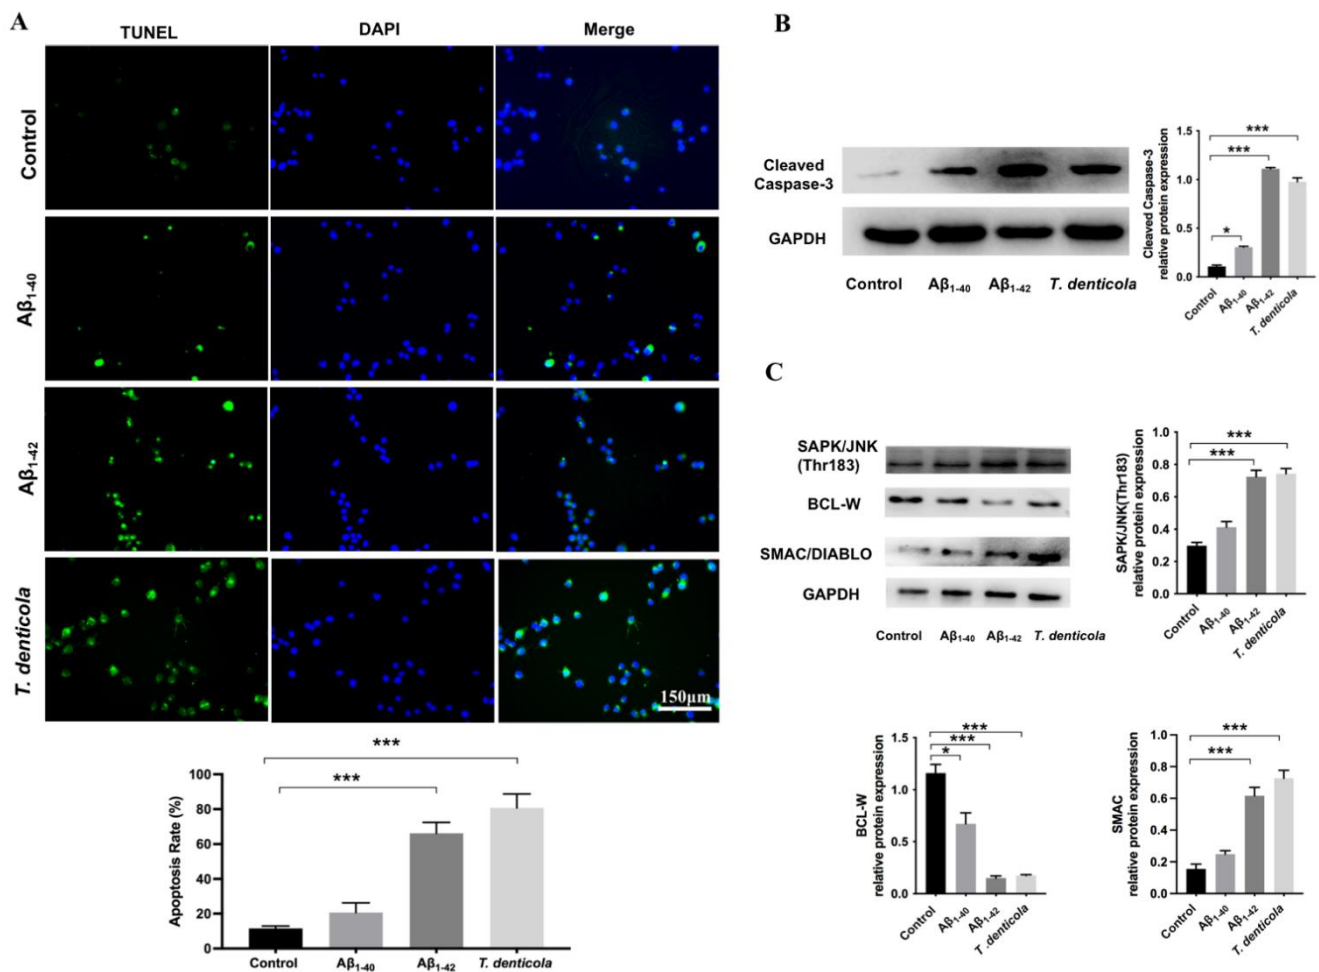 A
TUNEL DAPI Merge
Control
Aβ₁₋₄₀
Aβ₁₋₄₂
T. denticola
150μm
***
***
Apoptosis Rate (%)
100
80
60
40
20
0
Control Aβ₁₋₄₀ Aβ₁₋₄₂ T. denticola
B
Cleaved
Caspase-3
GAPDH
Control Aβ₁₋₄₀ Aβ₁₋₄₂ T. denticola
Cleaved Caspase-3
relative protein expression
1.5
1.0
0.5
0.0
***
***
*
Control
Aβ₁₋₄₀
Aβ₁₋₄₂
T. denticola
C
SAPK/JNK
(Thr183)
BCL-W
SMAC/DIABLO
GAPDH
Control Aβ₁₋₄₀ Aβ₁₋₄₂ T. denticola
SAPK/JNK(Thr183)
relative protein expression
1.0
0.8
0.6
0.4
0.2
0.0
***
***
Control
Aβ₁₋₄₀
Aβ₁₋₄₂
T. denticola
BCL-W
relative protein expression
1.5
1.0
0.5
0.0
***
***
*
Control
Aβ₁₋₄₀
Aβ₁₋₄₂
T .denticola
SMAC
relative protein expression
1.0
0.8
0.6
0.4
0.2
0.0
***
***
Control
Aβ₁₋₄₀
Aβ₁₋₄₂
T. denticola